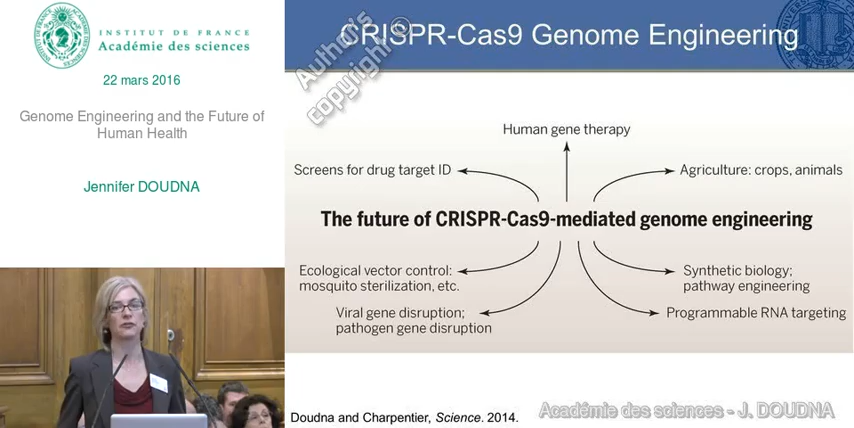 INSTITUT DE FRANCE
Académie des sciences
22 mars 2016
Genome Engineering and the Future of
Human Health
Jennifer DOUDNA
CRISPR-Cas9 Genome Engineering
Author's
copyright ©
Human gene therapy
Screens for drug target ID
Agriculture: crops, animals
The future of CRISPR-Cas9-mediated genome engineering
Ecological vector control:
mosquito sterilization, etc.
Synthetic biology;
pathway engineering
Viral gene disruption;
pathogen gene disruption
Programmable RNA targeting
Doudna and Charpentier, Science. 2014.
Académie des sciences - J. DOUDNA